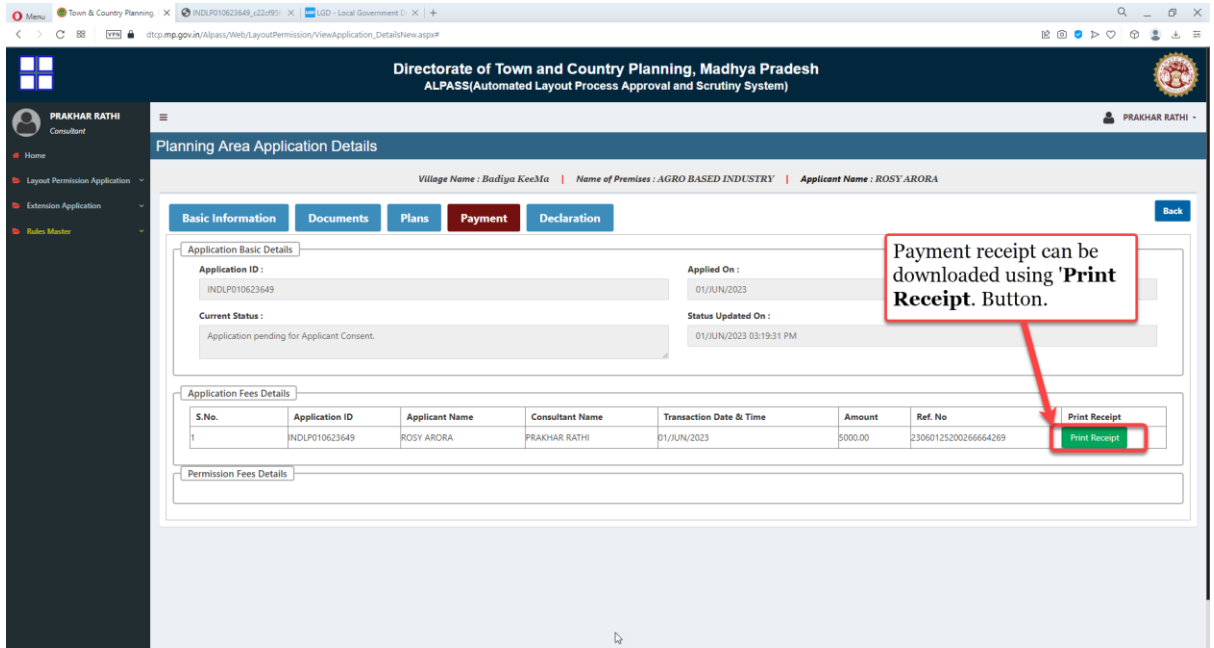 Menu
Town & Country Planning,
INDLP010623649_c22cf95
LGD - Local Government D
VPN
dtcp.mp.gov.in/Alpass/Web/LayoutPermission/ViewApplication_DetailsNew.aspx#
Directorate of Town and Country Planning, Madhya Pradesh
ALPASS(Automated Layout Process Approval and Scrutiny System)
PRAKHAR RATHI
Consultant
PRAKHAR RATHI
Home
Layout Permission Application
Extension Application
Rules Master
Planning Area Application Details
Village Name : Badiya KeeMa | Name of Premises : AGRO BASED INDUSTRY | Applicant Name : ROSY ARORA
Basic Information Documents Plans Payment Declaration
Back
Application Basic Details
Application ID :
INDLP010623649
Applied On :
01/JUN/2023
Current Status :
Application pending for Applicant Consent.
Status Updated On :
01/JUN/2023 03:19:31 PM
Payment receipt can be
downloaded using 'Print
Receipt. Button.
Application Fees Details
S.No. Application ID Applicant Name Consultant Name Transaction Date & Time Amount Ref. No Print Receipt
1 INDLP010623649 ROSY ARORA PRAKHAR RATHI 01/JUN/2023 5000.00 23060125200266664269 Print Receipt
Permission Fees Details